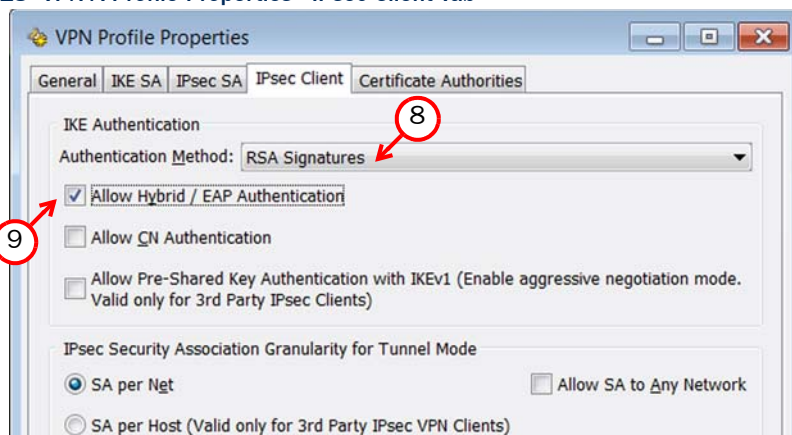 VPN Profile Properties
General IKE SA IPsec SA IPsec Client Certificate Authorities
IKE Authentication
8
Authentication Method: RSA Signatures
Allow Hybrid / EAP Authentication
9
Allow CN Authentication
Allow Pre-Shared Key Authentication with IKEv1 (Enable aggressive negotiation mode.
Valid only for 3rd Party IPsec Clients)
IPsec Security Association Granularity for Tunnel Mode
SA per Net Allow SA to Any Network
SA per Host (Valid only for 3rd Party IPsec VPN Clients)